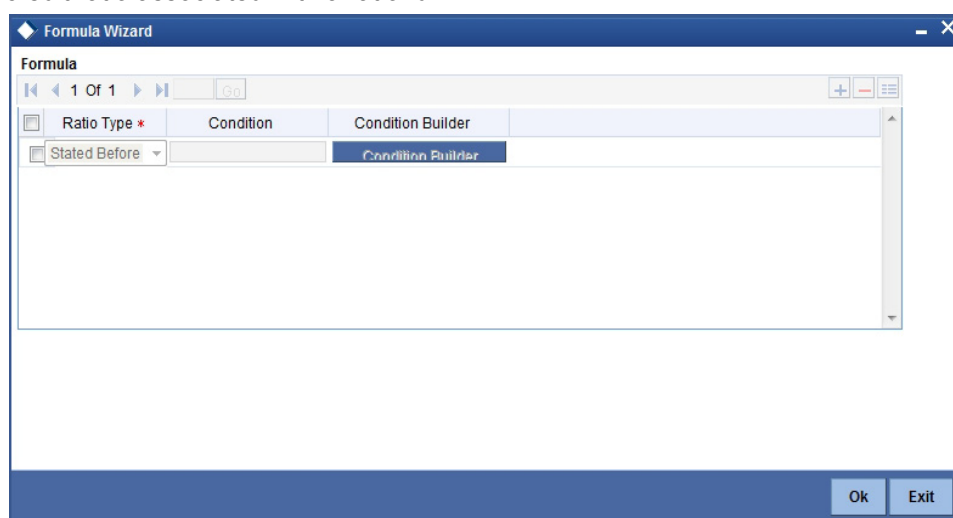 Formula Wizard
Formula
1 Of 1 Go
Ratio Type * Condition Condition Builder
Stated Before Condition Builder
Ok Exit